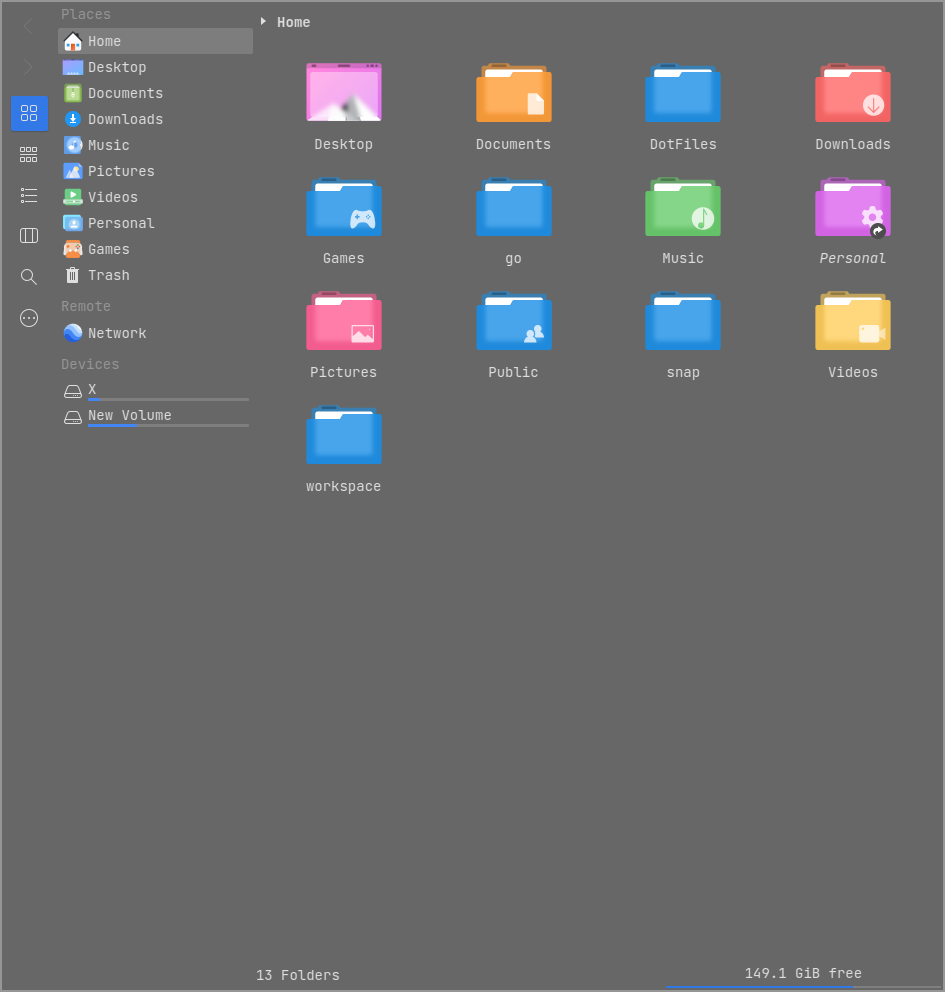 Places
Home
Desktop
Documents
Downloads
Music
Pictures
Videos
Personal
Games
Trash
Remote
Network
Devices
X
New Volume
Home
Desktop Documents DotFiles Downloads
Games go Music Personal
Pictures Public snap Videos
workspace
13 Folders
149.1 GiB free